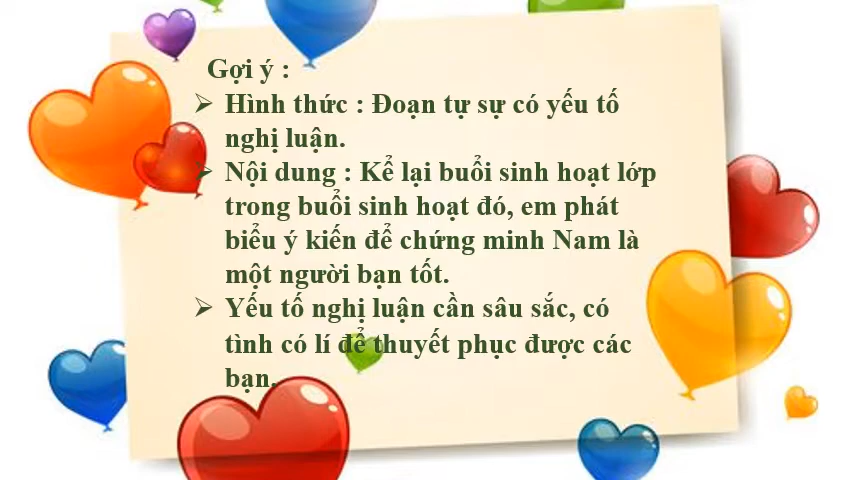 Gợi ý :
➢ Hình thức : Đoạn tự sự có yếu tố
nghị luận.
➢ Nội dung : Kể lại buổi sinh hoạt lớp
trong buổi sinh hoạt đó, em phát
biểu ý kiến để chứng minh Nam là
một người bạn tốt.
➢ Yếu tố nghị luận cần sâu sắc, có
tình có lí để thuyết phục được các
bạn.